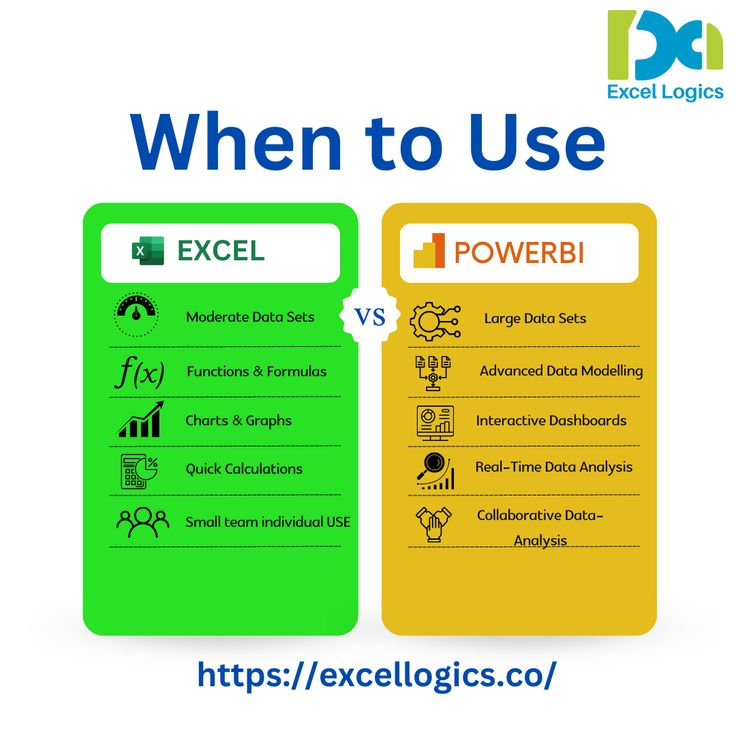 Excel Logics
When to Use
X EXCEL
VS
POWERBI
Moderate Data Sets
f(x) Functions & Formulas
Charts & Graphs
% Quick Calculations
Small team individual USE
Large Data Sets
Advanced Data Modelling
Interactive Dashboards
Real-Time Data Analysis
Collaborative Data-
Analysis
https://excellogics.co/